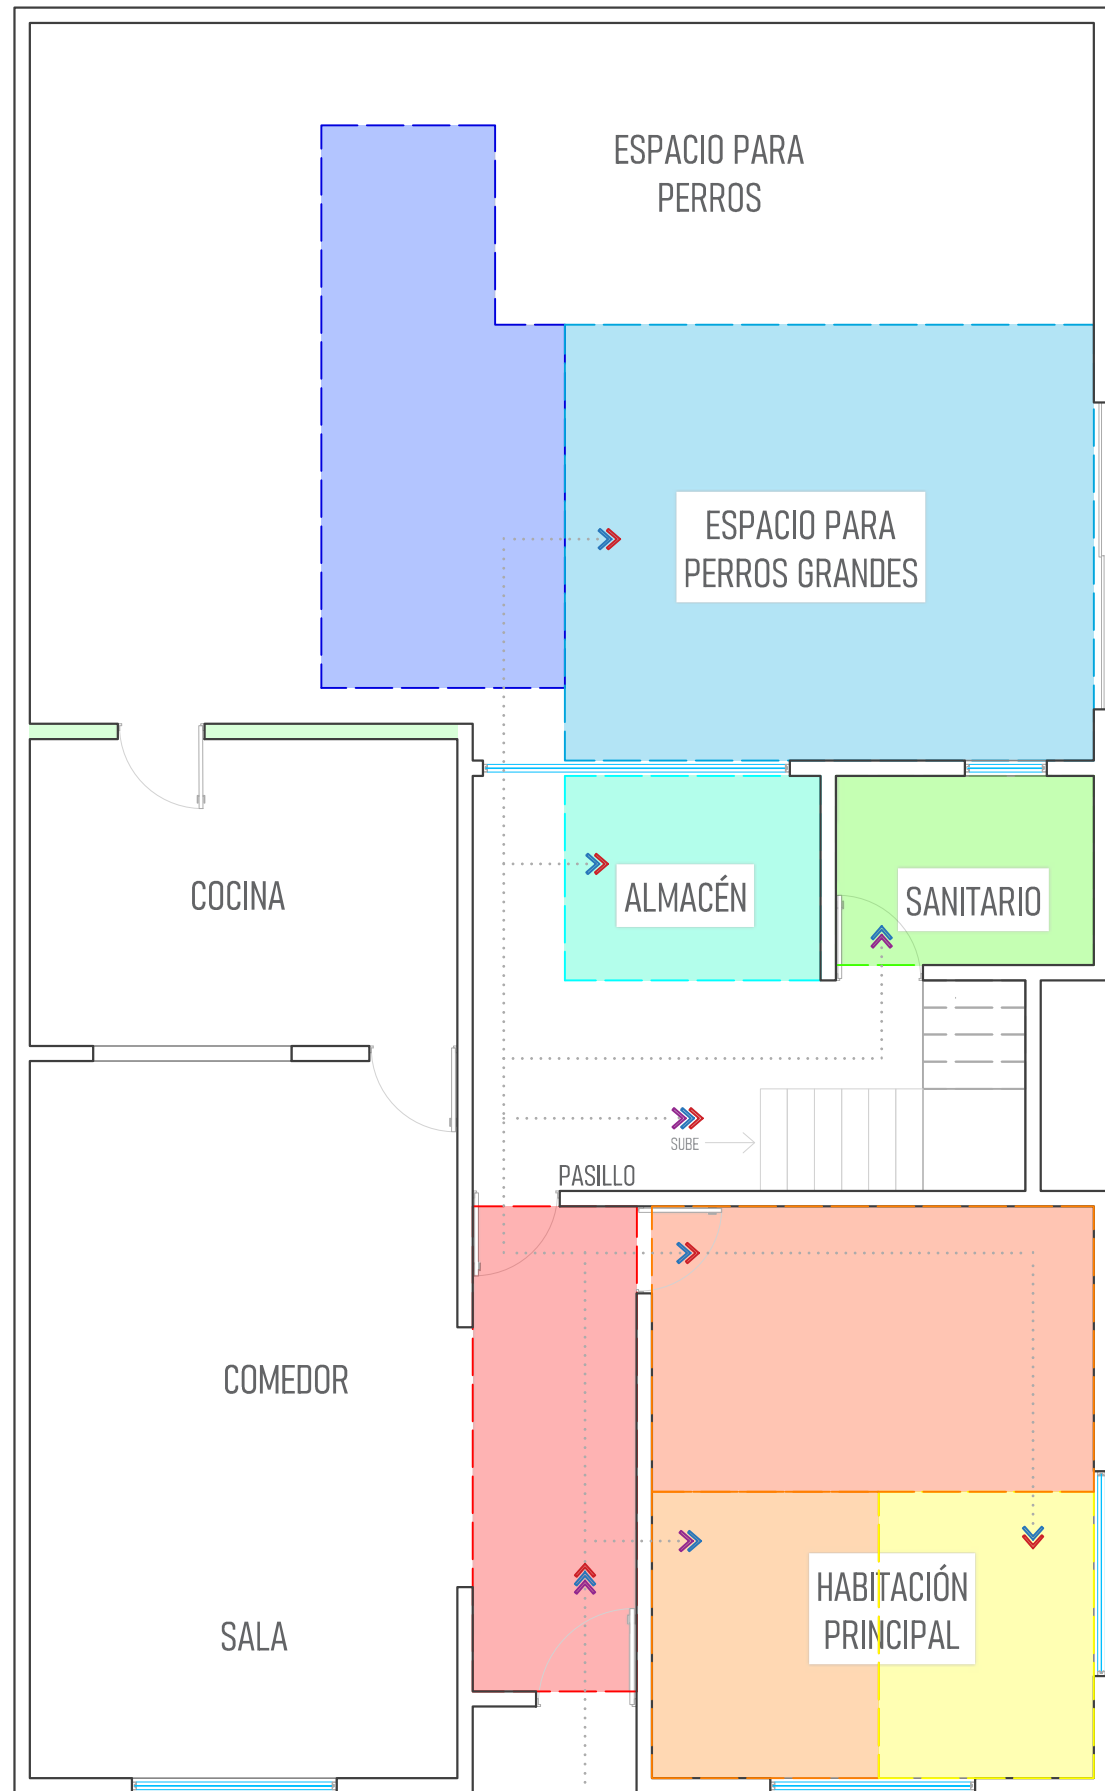 ESPACIO PARA
PERROS
ESPACIO PARA
PERROS GRANDES
COCINA
ALMACÉN
SANITARIO
SUBE
PASILLO
COMEDOR
SALA
HABITACIÓN
PRINCIPAL